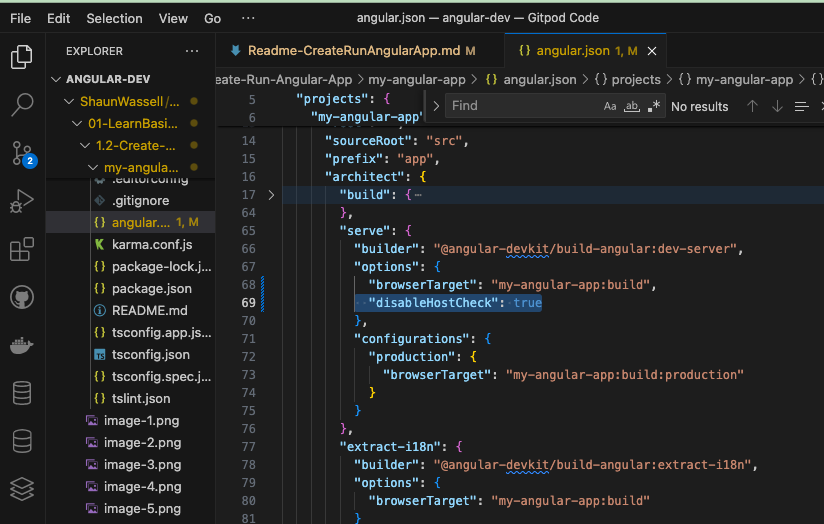 File Edit Selection View Go ··· angular.json — angular-dev — Gitpod Code
EXPLORER ···
ANGULAR-DEV
ShaunWassell/...
01-LearnBasi...
1.2-Create-...
my-angula...
.editorconfig
.gitignore
{} angular.... 1, M
karma.conf.js
{} package-lock.j...
{} package.json
README.md
{} tsconfig.app.js...
TS tsconfig.json
{} tsconfig.spec.j...
{} tslint.json
image-1.png
image-2.png
image-3.png
image-4.png
image-5.png
2
Readme-CreateRunAngularApp.md M {} angular.json 1, M ×
eate-Run-Angular-App > my-angular-app > {} angular.json > {} projects > {} my-angular-app > {}
> Find Aa ab .* No results
5 "projects": {
6 "my-angular-app"
14 "sourceRoot": "src",
15 "prefix": "app",
16 "architect": {
17 > "build": {···
64 },
65 "serve": {
66 "builder": "@angular-devkit/build-angular:dev-server",
67 "options": {
68 "browserTarget": "my-angular-app:build",
69 "disableHostCheck": true
70 },
71 "configurations": {
72 "production": {
73 "browserTarget": "my-angular-app:build:production"
74 }
75 }
76 },
77 "extract-i18n": {
78 "builder": "@angular-devkit/build-angular:extract-i18n",
79 "options": {
80 "browserTarget": "my-angular-app:build"
81 }